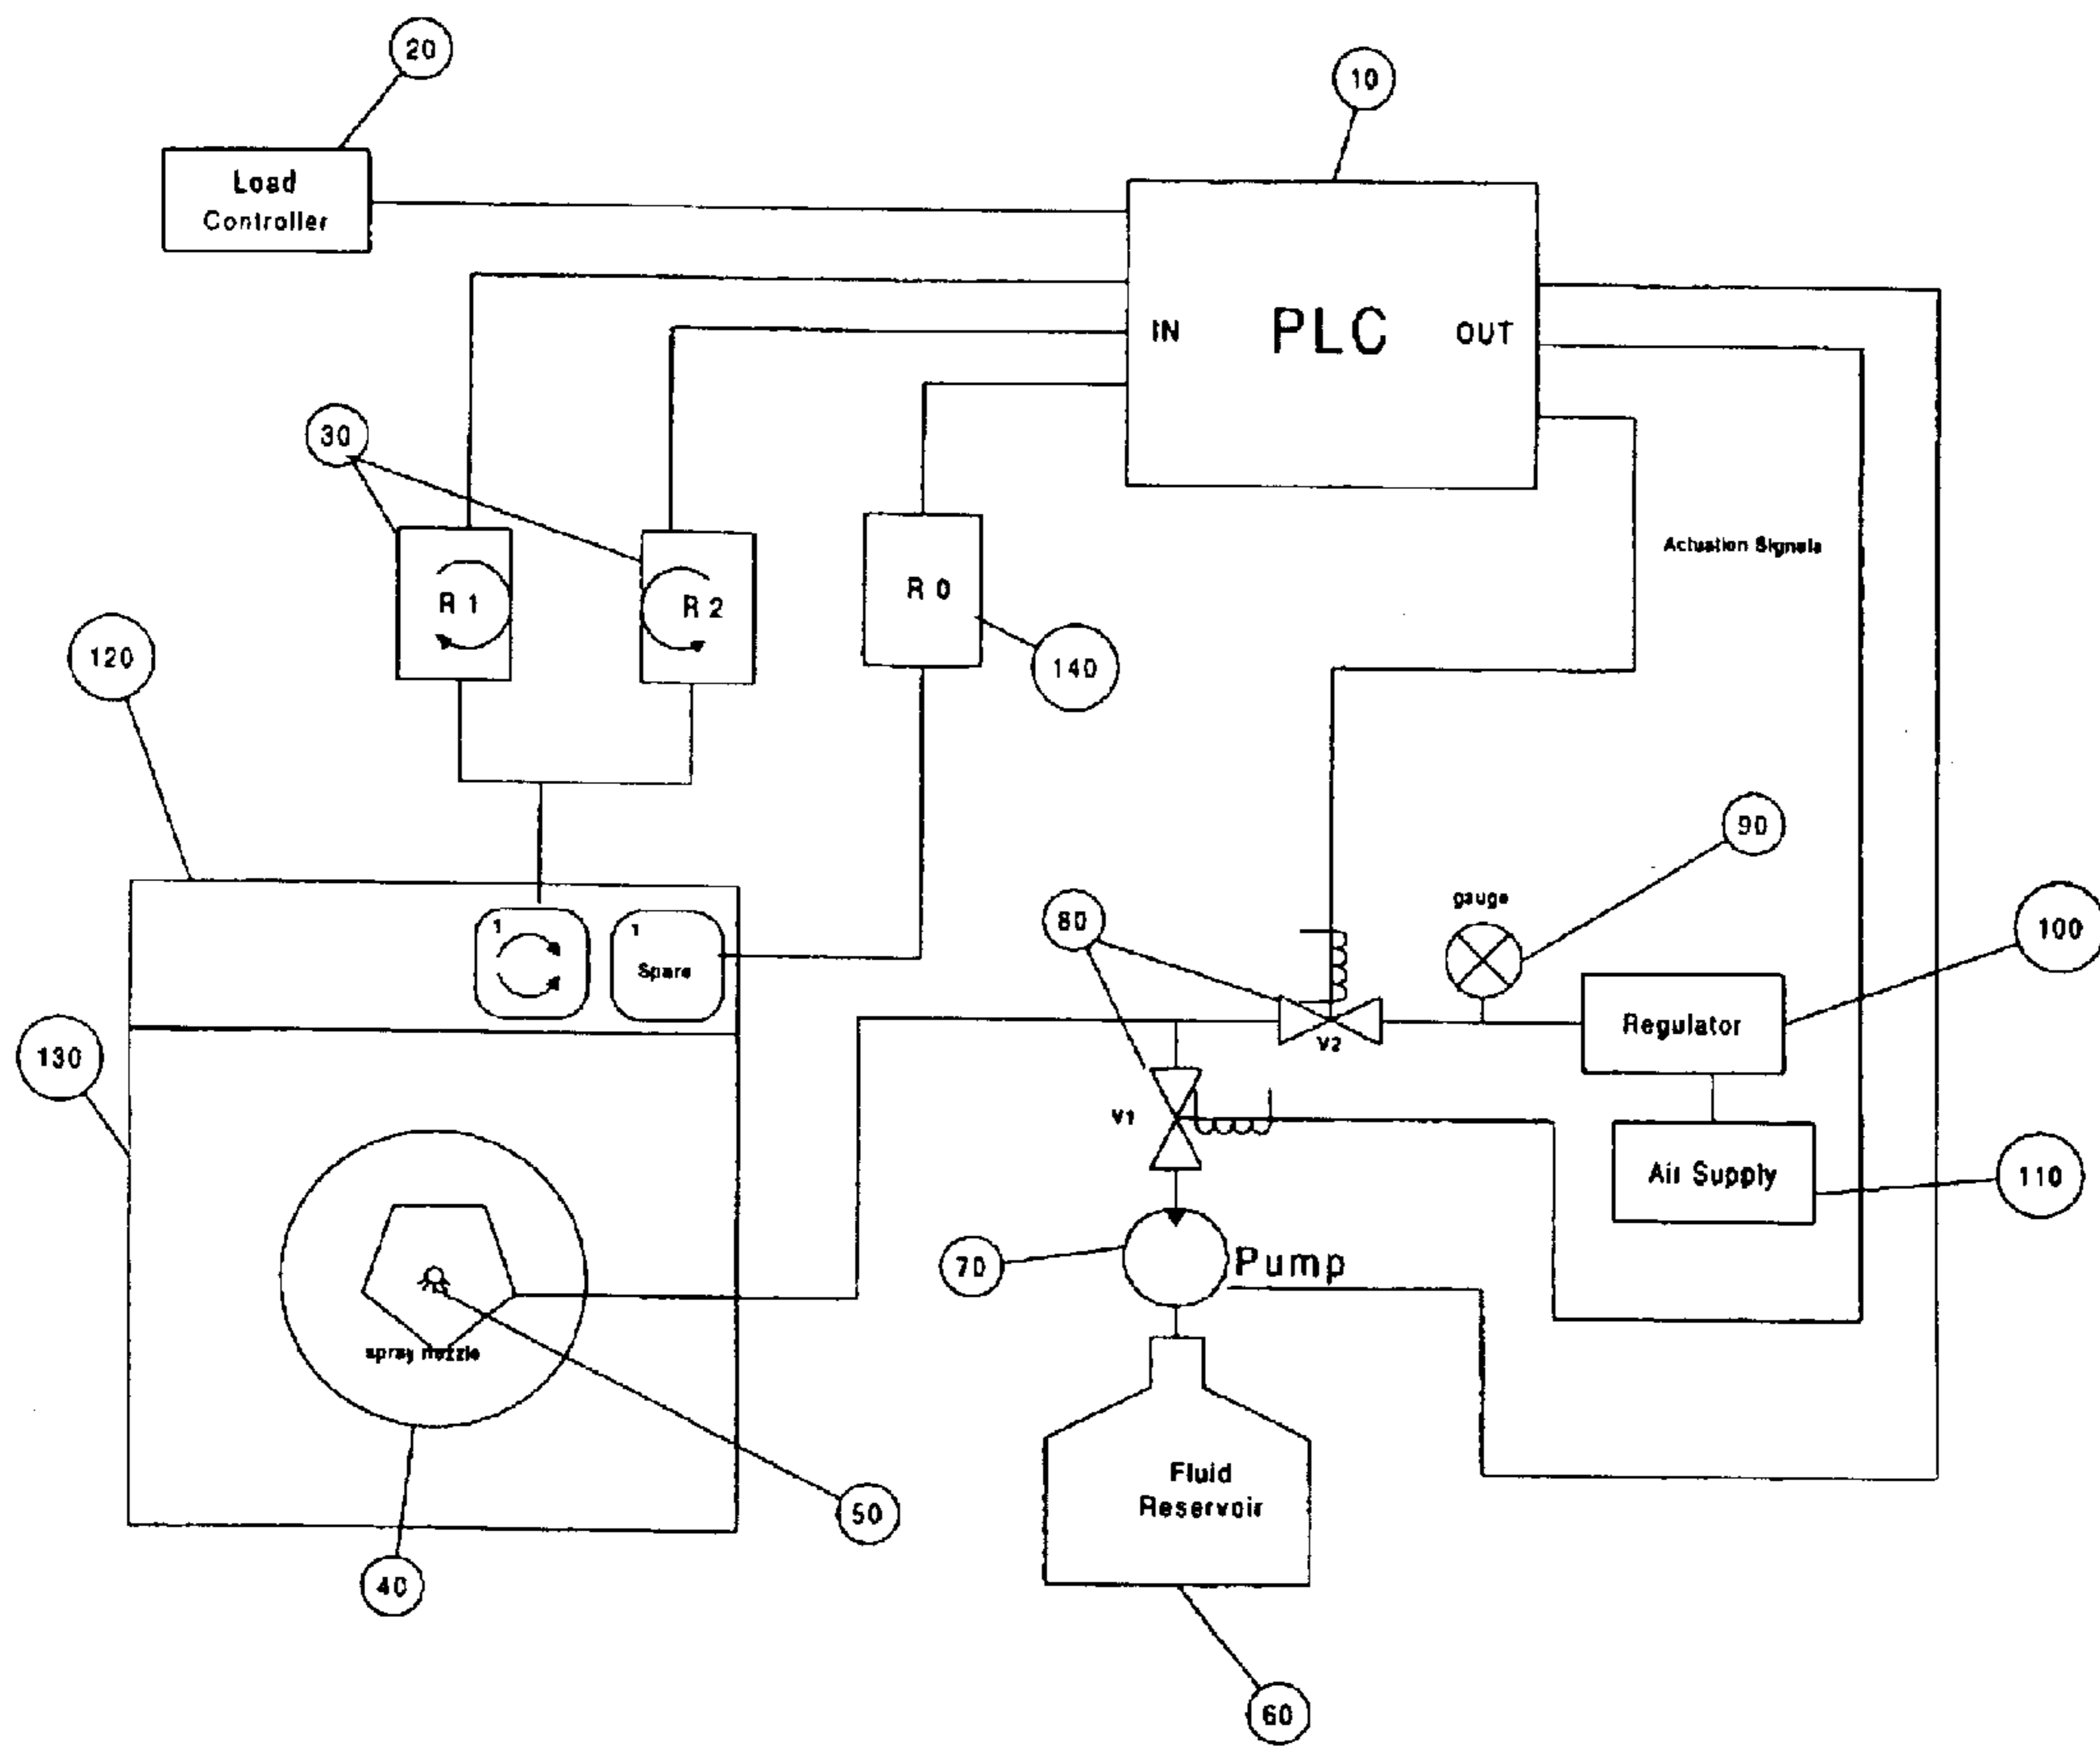 20
10
Load
Controller
IN
PLC
OUT
30
Actuation Signals
R 1
R 2
R 0
120
140
90
80
gauge
100
1
1
Spare
130
Regulator
V2
V1
Air Supply
110
70
Pump
spray nozzle
Fluid
Reservoir
50
40
60